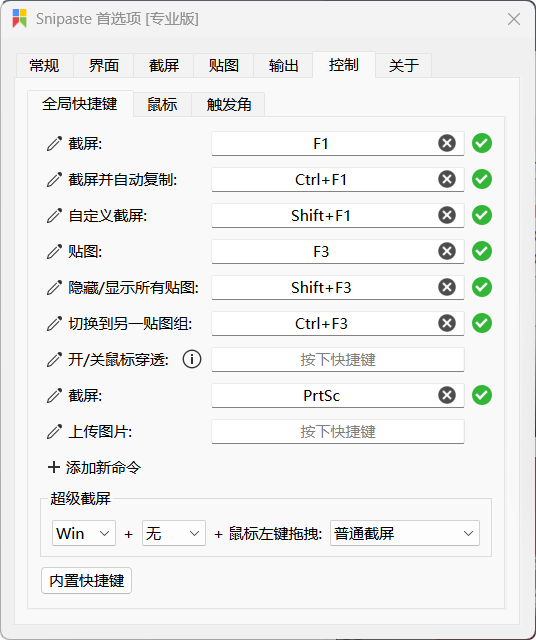 Snipaste 首选项 [专业版]
常规 界面 截屏 贴图 输出 控制 关于
全局快捷键 鼠标 触发角
截屏: F1
截屏并自动复制: Ctrl+F1
自定义截屏: Shift+F1
贴图: F3
隐藏/显示所有贴图: Shift+F3
切换到另一贴图组: Ctrl+F3
开/关鼠标穿透: 按下快捷键
截屏: PrtSc
上传图片: 按下快捷键
+ 添加新命令
超级截屏
Win + 无 + 鼠标左键拖拽: 普通截屏
内置快捷键